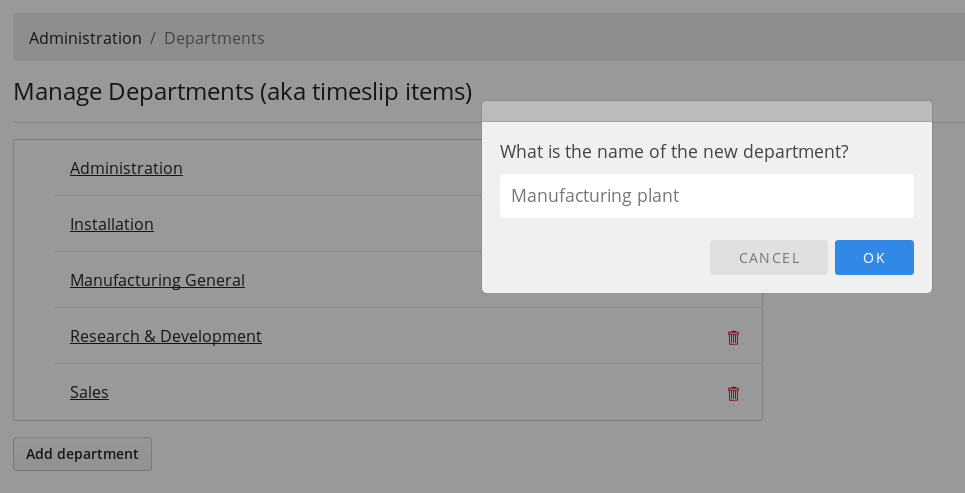 Administration / Departments
Manage Departments (aka timeslip items)
Administration
Installation
Manufacturing General
Research & Development
Sales
Add department
What is the name of the new department?
Manufacturing plant
CANCEL OK